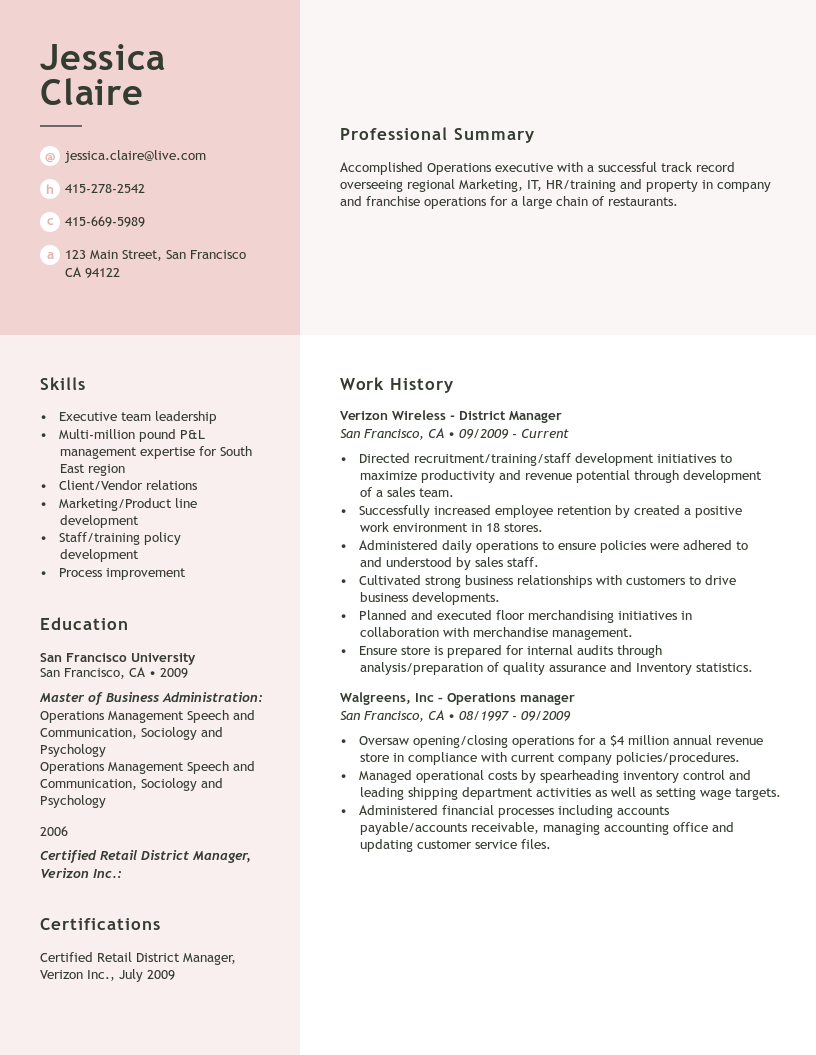 Jessica
Claire
@ jessica.claire@live.com
h 415-278-2542
c 415-669-5989
a 123 Main Street, San Francisco
CA 94122
Professional Summary
Accomplished Operations executive with a successful track record
overseeing regional Marketing, IT, HR/training and property in company
and franchise operations for a large chain of restaurants.
Skills
• Executive team leadership
• Multi-million pound P&L
management expertise for South
East region
• Client/Vendor relations
• Marketing/Product line
development
• Staff/training policy
development
• Process improvement
Education
San Francisco University
San Francisco, CA • 2009
Master of Business Administration:
Operations Management Speech and
Communication, Sociology and
Psychology
Operations Management Speech and
Communication, Sociology and
Psychology
2006
Certified Retail District Manager,
Verizon Inc.:
Certifications
Certified Retail District Manager,
Verizon Inc., July 2009
Work History
Verizon Wireless - District Manager
San Francisco, CA • 09/2009 - Current
• Directed recruitment/training/staff development initiatives to
maximize productivity and revenue potential through development
of a sales team.
• Successfully increased employee retention by created a positive
work environment in 18 stores.
• Administered daily operations to ensure policies were adhered to
and understood by sales staff.
• Cultivated strong business relationships with customers to drive
business developments.
• Planned and executed floor merchandising initiatives in
collaboration with merchandise management.
• Ensure store is prepared for internal audits through
analysis/preparation of quality assurance and Inventory statistics.
Walgreens, Inc – Operations manager
San Francisco, CA • 08/1997 - 09/2009
• Oversaw opening/closing operations for a $4 million annual revenue
store in compliance with current company policies/procedures.
• Managed operational costs by spearheading inventory control and
leading shipping department activities as well as setting wage targets.
• Administered financial processes including accounts
payable/accounts receivable, managing accounting office and
updating customer service files.